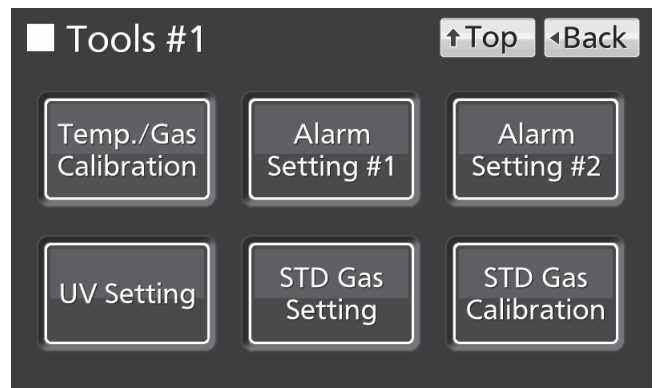 Tools #1
↑Top
◂Back
Temp./Gas
Calibration
Alarm
Setting #1
Alarm
Setting #2
UV Setting
STD Gas
Setting
STD Gas
Calibration